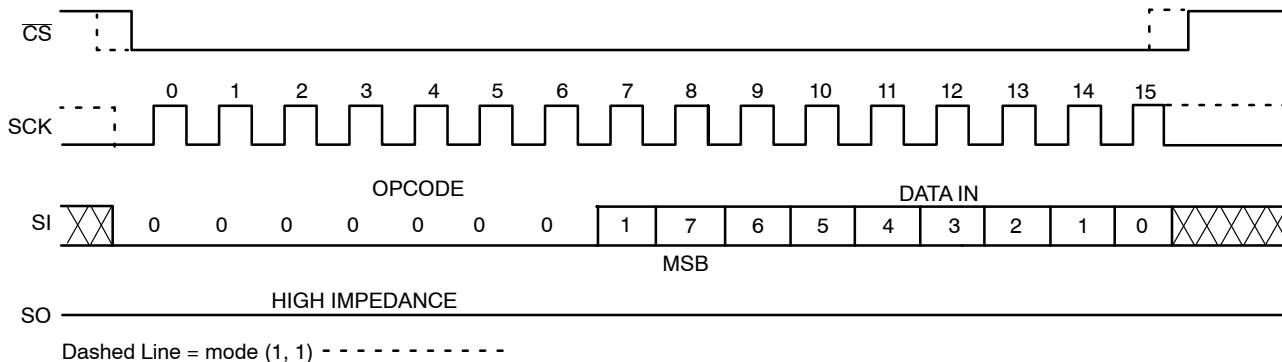 CS
0 1 2 3 4 5 6 7 8 9 10 11 12 13 14 15
SCK
OPCODE DATA IN
SI 0 0 0 0 0 0 0 1 7 6 5 4 3 2 1 0
MSB
HIGH IMPEDANCE
SO
Dashed Line = mode (1, 1)